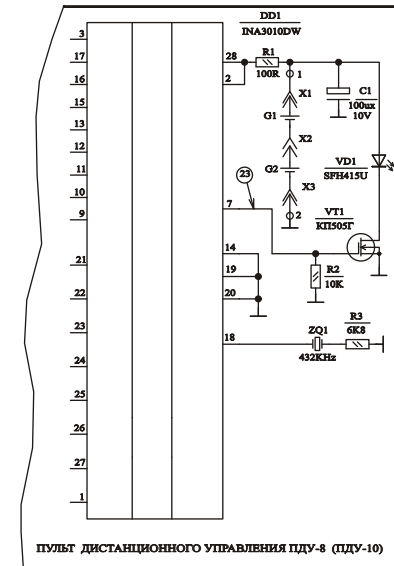 DD1
INA3010DW
3
17
28
R1
100R
1
16
2
X1
C1
100ux
10V
15
G1
13
X2
12
VD1
SFH415U
11
G2
23
10
X3
7
9
2
VT1
КП505Г
14
21
19
R2
10K
22
20
23
18
ZQ1
432KHz
R3
6K8
24
25
26
27
1
ПУЛЬТ ДИСТАНЦИОННОГО УПРАВЛЕНИЯ ПДУ-8 (ПДУ-10)